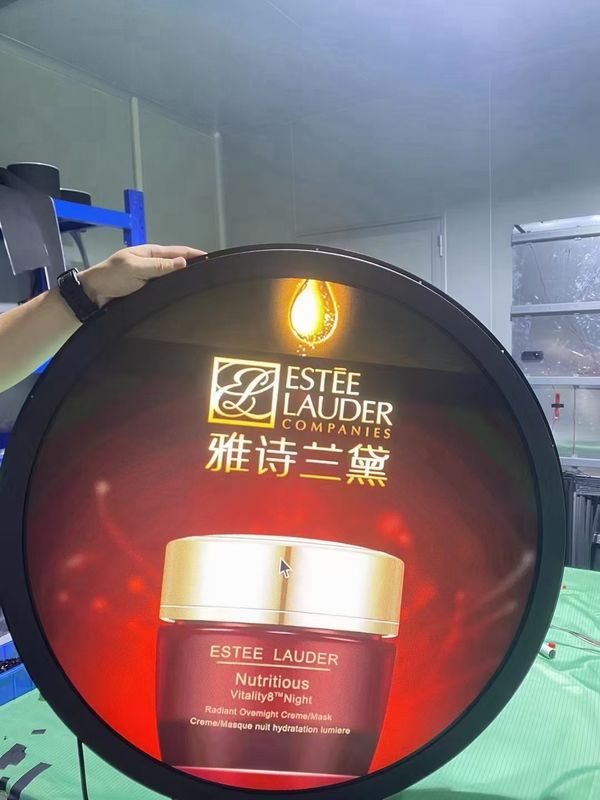 ESTĒE
LAUDER
COMPANIES
雅诗兰黛
ESTEE LAUDER
Nutritious
Vitality8™Night
Radiant Overnight Creme/Mask
Creme/Masque nuit hydratation lumiere